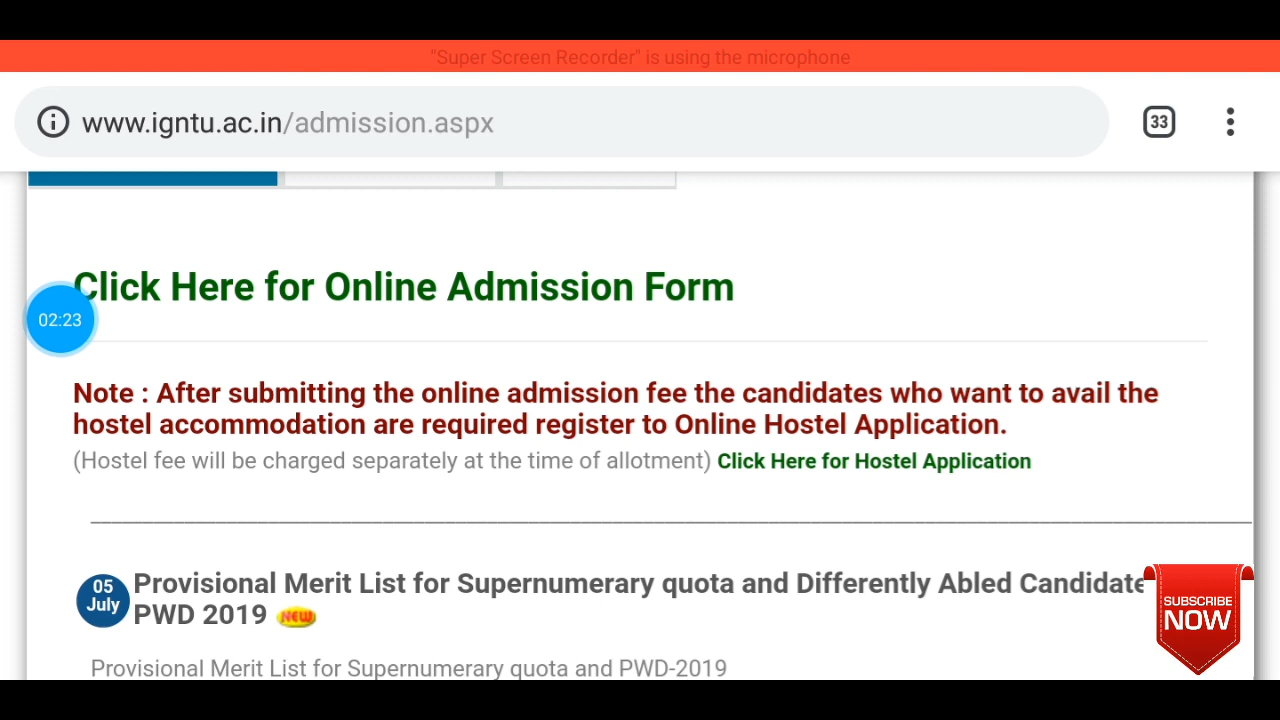 "Super Screen Recorder" is using the microphone
www.igntu.ac.in/admission.aspx
33
Click Here for Online Admission Form
02:23
Note : After submitting the online admission fee the candidates who want to avail the
hostel accommodation are required register to Online Hostel Application.
(Hostel fee will be charged separately at the time of allotment) Click Here for Hostel Application
05
July
Provisional Merit List for Supernumerary quota and Differently Abled Candidate
PWD 2019 NEW
SUBSCRIBE
NOW
Provisional Merit List for Supernumerary quota and PWD-2019